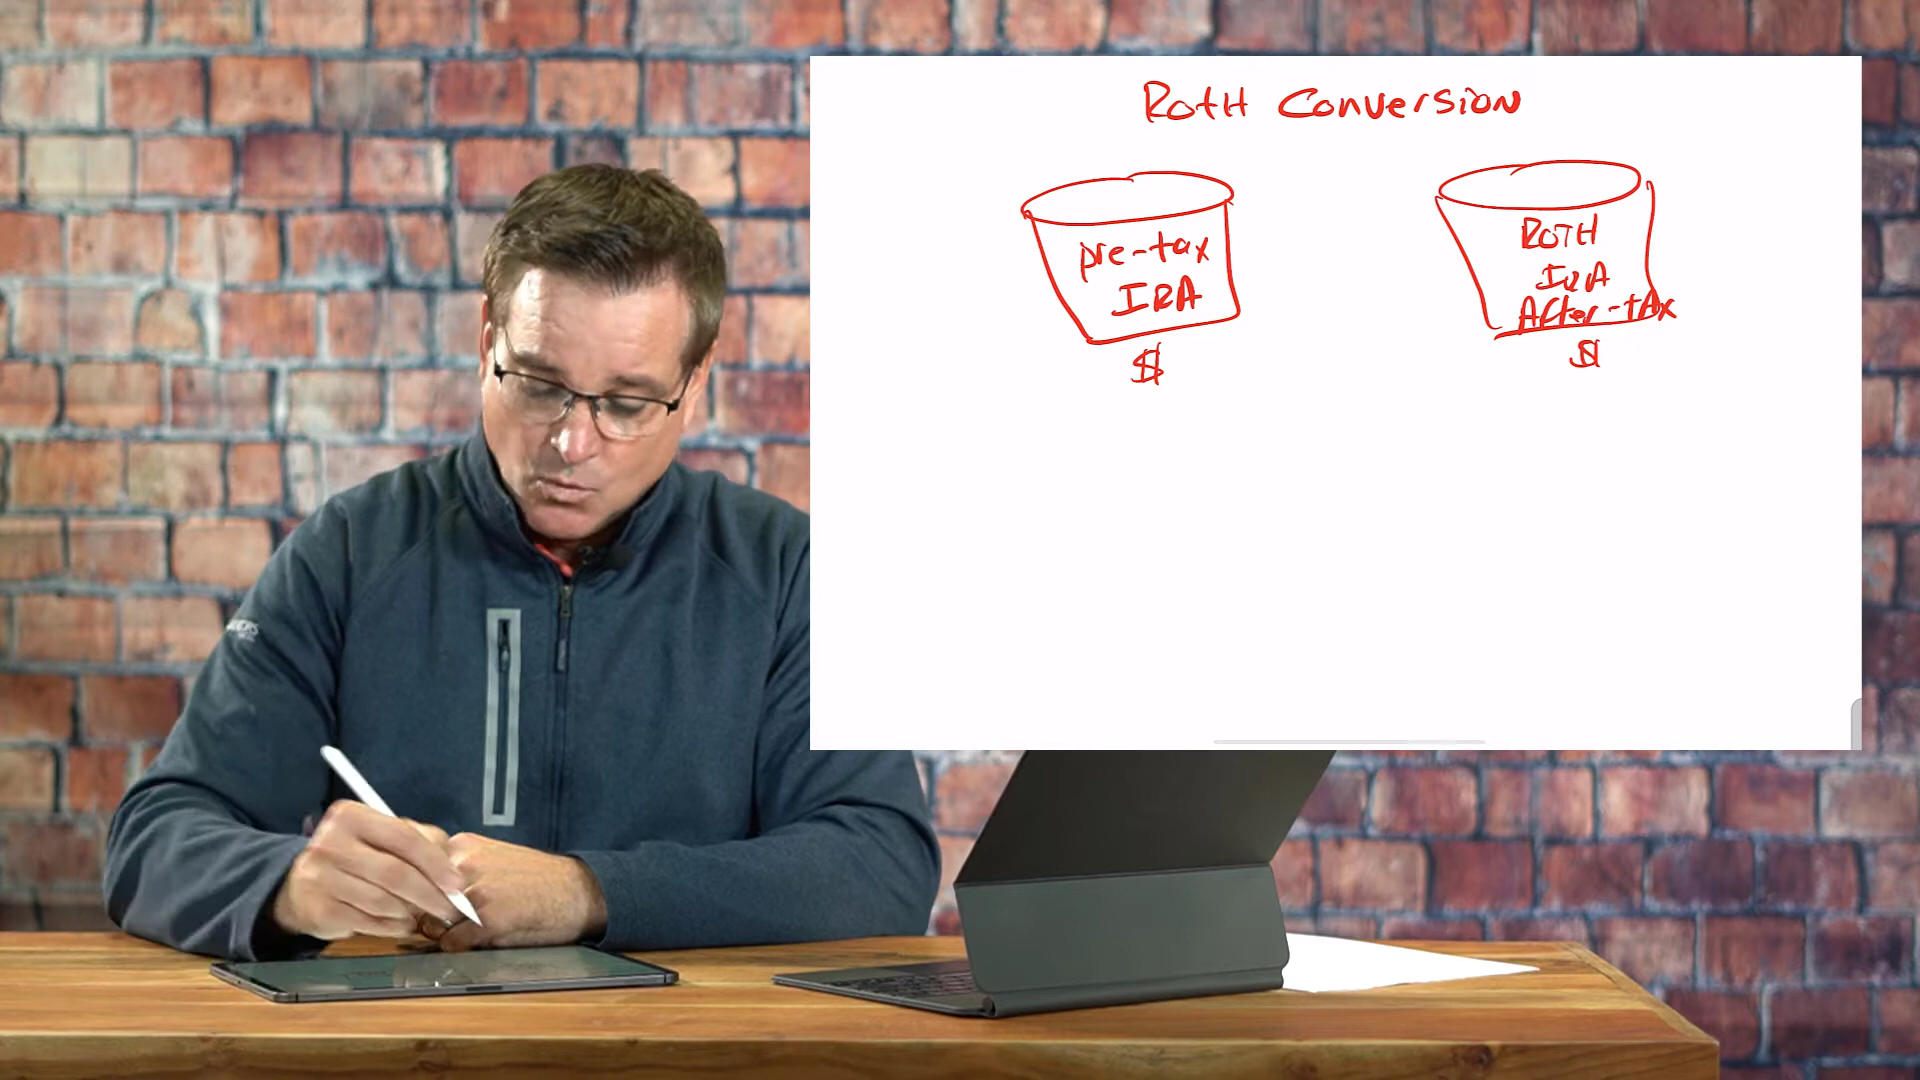 RotH Conversion
pre-tax
IRA
$
ROTH
IRA
After-tAx
$